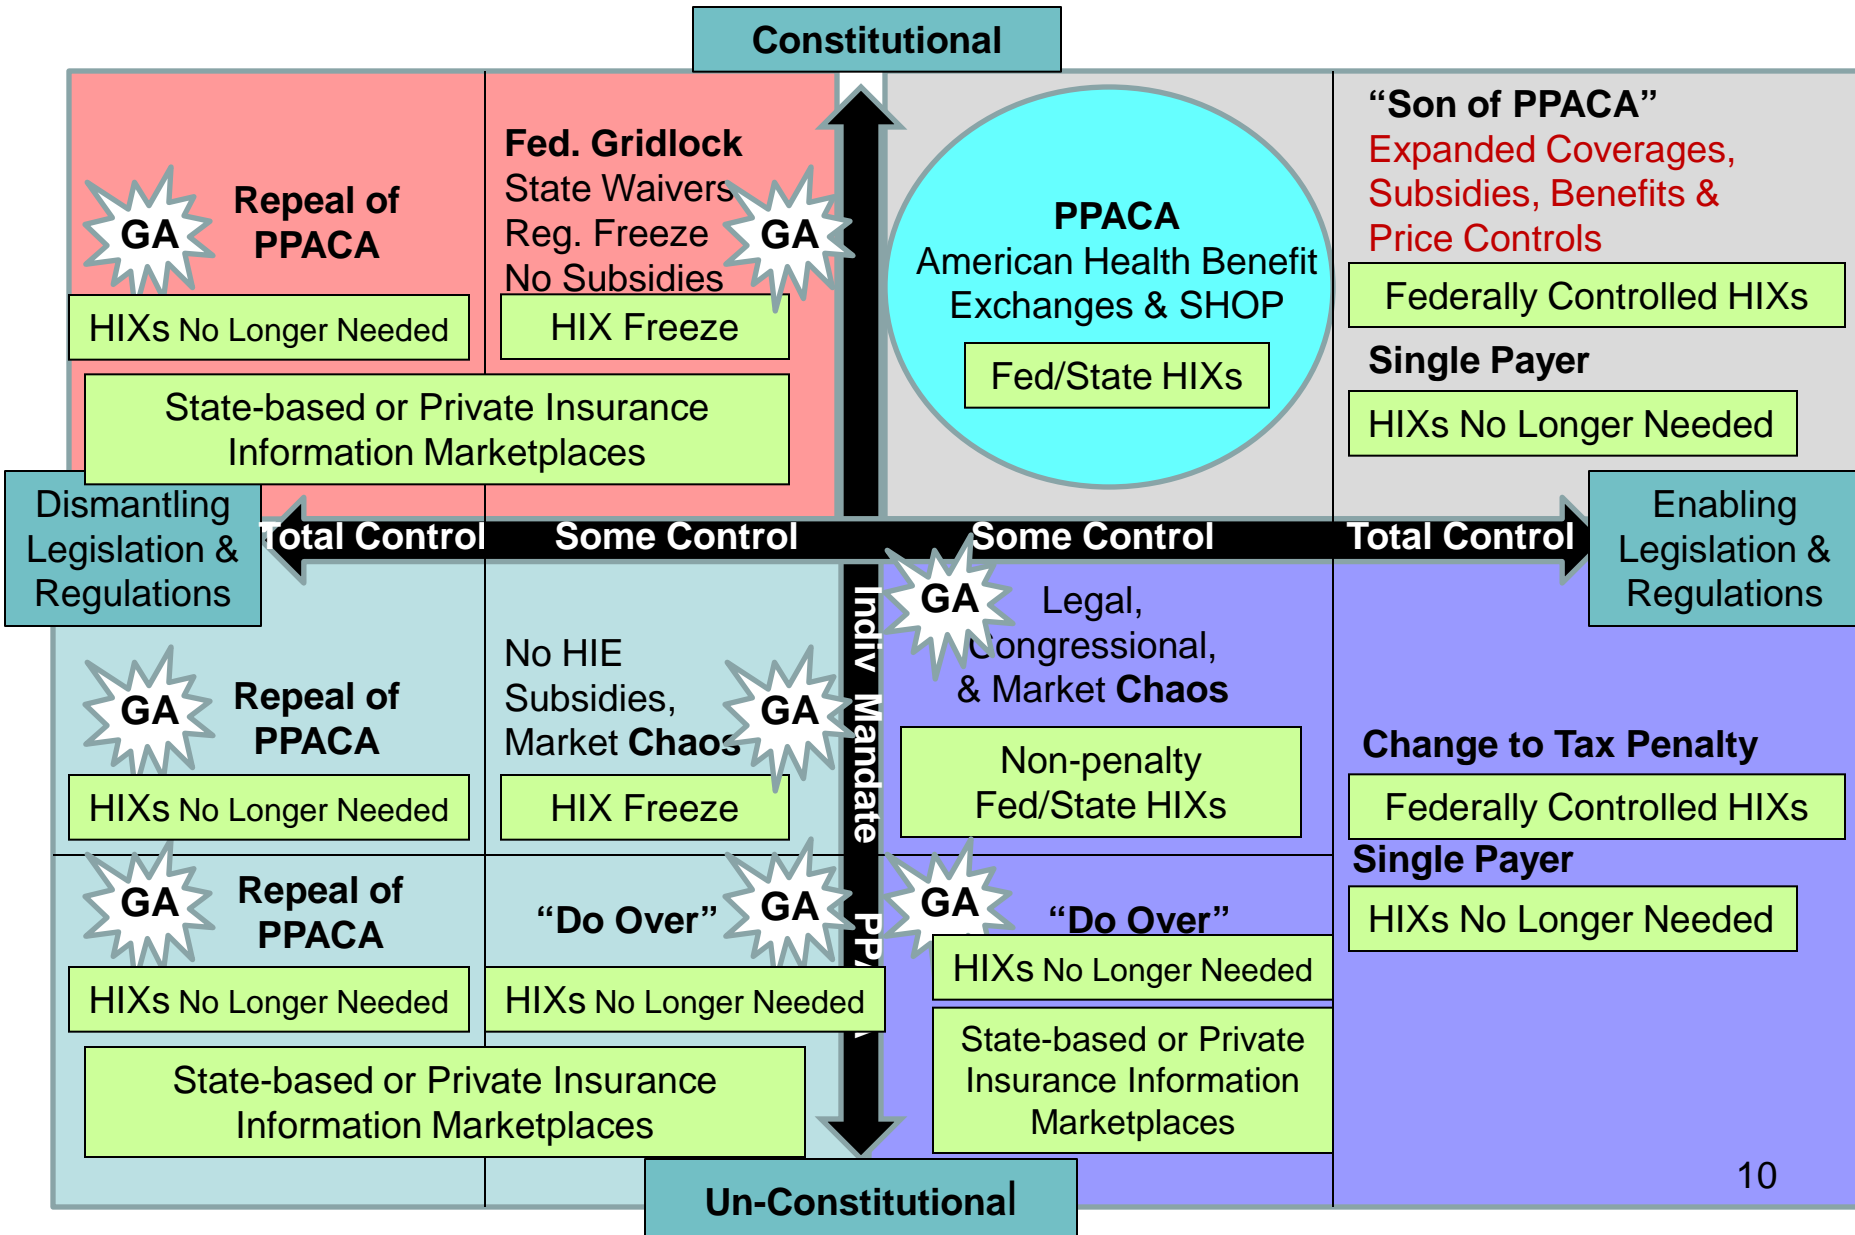 Constitutional
GA
Repeal of
PPACA
HIXs No Longer Needed
Fed. Gridlock
State Waivers
Reg. Freeze
No Subsidies
GA
HIX Freeze
State-based or Private Insurance
Information Marketplaces
PPACA
American Health Benefit
Exchanges & SHOP
Fed/State HIXs
“Son of PPACA”
Expanded Coverages,
Subsidies, Benefits &
Price Controls
Federally Controlled HIXs
Single Payer
HIXs No Longer Needed
Dismantling
Legislation &
Regulations
Total Control
Some Control
Some Control
Total Control
Enabling
Legislation &
Regulations
GA
Repeal of
PPACA
HIXs No Longer Needed
No HIE
Subsidies,
Market Chaos
GA
HIX Freeze
Indiv Mandate
GA
Legal,
Congressional,
& Market Chaos
Non-penalty
Fed/State HIXs
Change to Tax Penalty
Federally Controlled HIXs
Single Payer
HIXs No Longer Needed
GA
Repeal of
PPACA
HIXs No Longer Needed
“Do Over”
GA
HIXs No Longer Needed
State-based or Private Insurance
Information Marketplaces
GA
“Do Over”
HIXs No Longer Needed
State-based or Private
Insurance Information
Marketplaces
Un-Constitutional
10